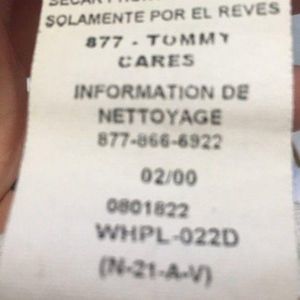 SOLAMENTE POR EL REVES
877 - TOMMY
CARES
INFORMATION DE
NETTOYAGE
877-866-6922
02/00
0801822
WHPL-022D
(N-21-A-V)